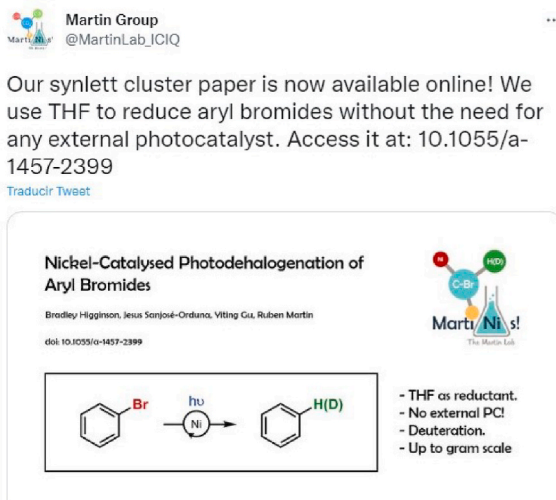 Martin Group
@MartinLab_ICIQ
Our synlett cluster paper is now available online! We
use THF to reduce aryl bromides without the need for
any external photocatalyst. Access it at: 10.1055/a-
1457-2399
Traducir Tweet
Nickel-Catalysed Photodehalogenation of
Aryl Bromides
Bradley Higginson, Jesus Sanjosé-Orduna, Yiting Gu, Ruben Martin
doi: 10.1055/a-1457-2399
Ni
H(D)
C-Br
Marti Ni s!
The Martin Lab
Br
hυ
Ni
H(D)
- THF as reductant.
- No external PC!
- Deuteration.
- Up to gram scale